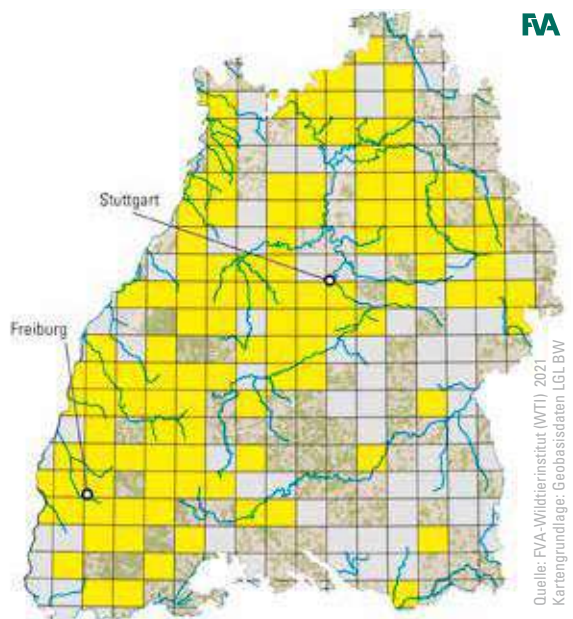 FVA
Stuttgart
Freiburg
Quelle: FVA-Wildtierinstitut (WTI) 2021
Kartengrundlage: Geobasisdaten LGL BW